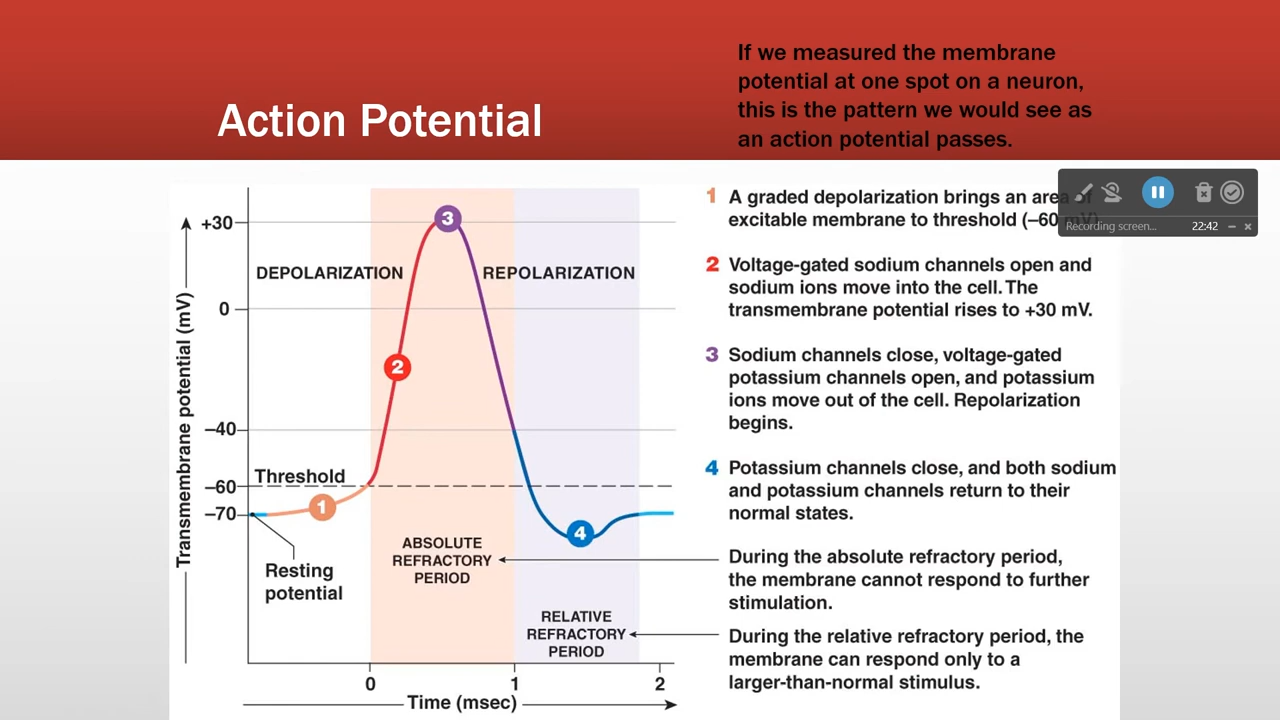 If we measured the membrane
potential at one spot on a neuron,
this is the pattern we would see as
an action potential passes.
Action Potential
Recording screen...
22:42
+30
0
–40
–60
–70
Transmembrane potential (mV)
DEPOLARIZATION
REPOLARIZATION
3
2
Threshold
1
4
Resting
potential
ABSOLUTE
REFRACTORY
PERIOD
RELATIVE
REFRACTORY
PERIOD
0
1
2
Time (msec)
1 A graded depolarization brings an area of
excitable membrane to threshold (–60 mV).
2 Voltage-gated sodium channels open and
sodium ions move into the cell. The
transmembrane potential rises to +30 mV.
3 Sodium channels close, voltage-gated
potassium channels open, and potassium
ions move out of the cell. Repolarization
begins.
4 Potassium channels close, and both sodium
and potassium channels return to their
normal states.
During the absolute refractory period,
the membrane cannot respond to further
stimulation.
During the relative refractory period, the
membrane can respond only to a
larger-than-normal stimulus.